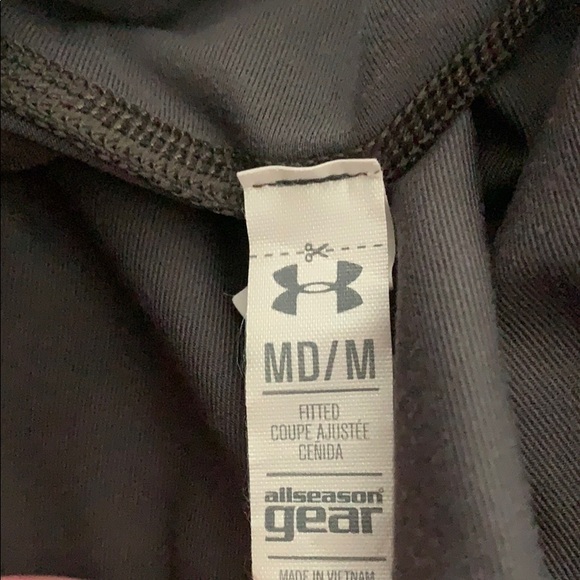 MD/M
FITTED
COUPE AJUSTÉE
CEÑIDA
allseason
gear
MADE IN VIETNAM